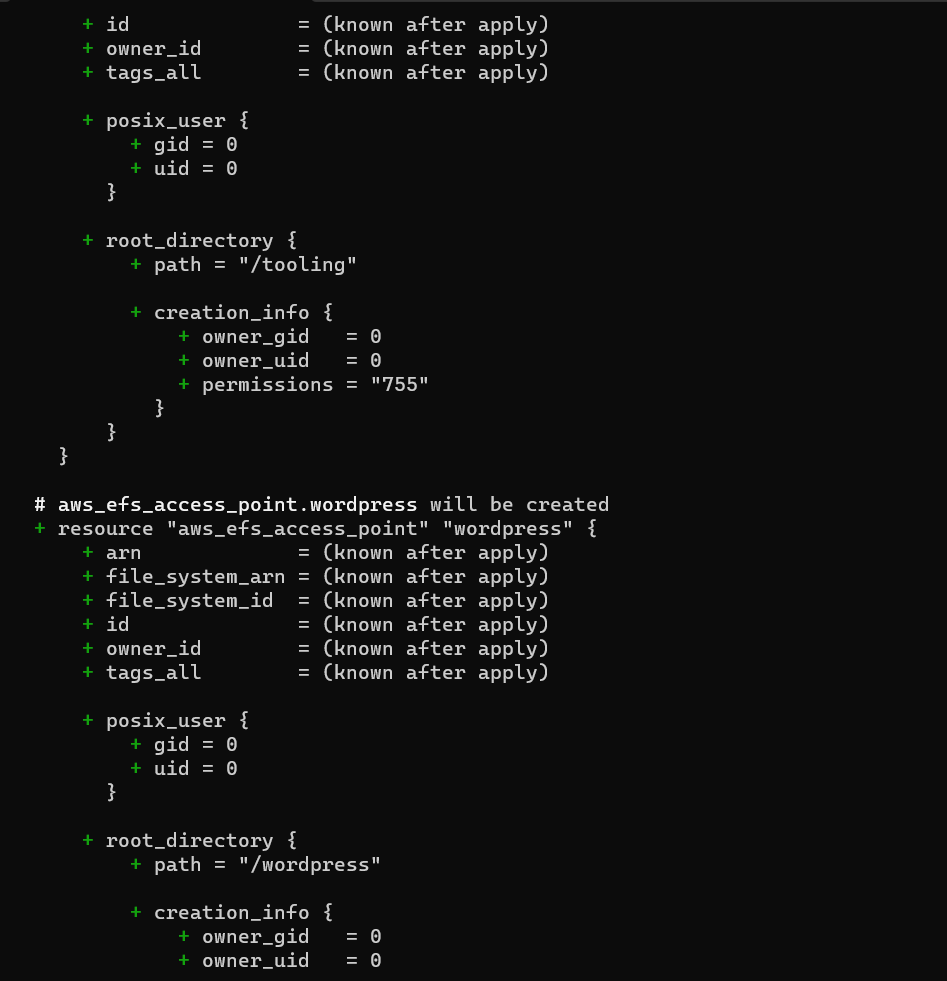 + id              = (known after apply)
+ owner_id        = (known after apply)
+ tags_all        = (known after apply)
+ posix_user {
+ gid = 0
+ uid = 0
}
+ root_directory {
+ path = "/tooling"
+ creation_info {
+ owner_gid   = 0
+ owner_uid   = 0
+ permissions = "755"
}
}
}
# aws_efs_access_point.wordpress will be created
+ resource "aws_efs_access_point" "wordpress" {
+ arn             = (known after apply)
+ file_system_arn = (known after apply)
+ file_system_id  = (known after apply)
+ id              = (known after apply)
+ owner_id        = (known after apply)
+ tags_all        = (known after apply)
+ posix_user {
+ gid = 0
+ uid = 0
}
+ root_directory {
+ path = "/wordpress"
+ creation_info {
+ owner_gid   = 0
+ owner_uid   = 0